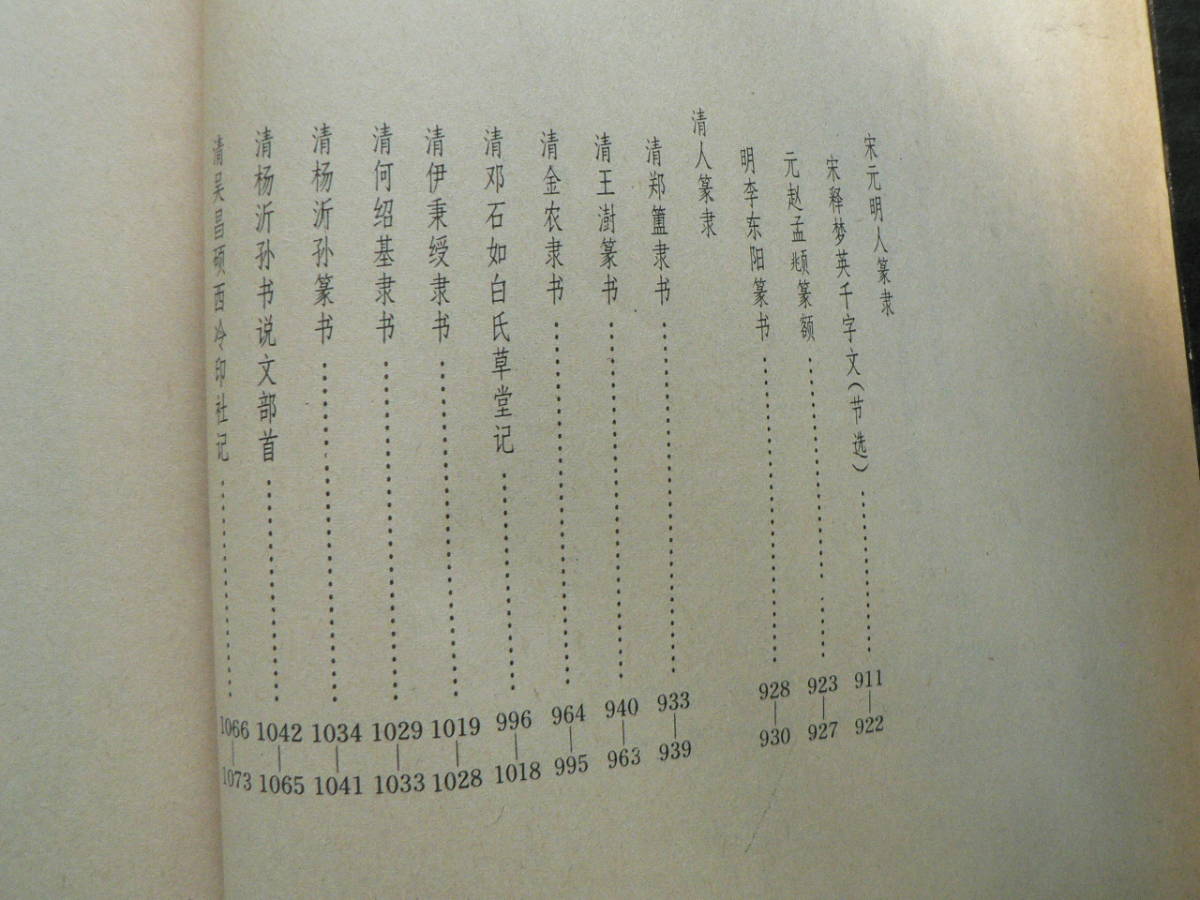 宋元明人篆隶
宋释梦英千字文(节选)……911—922
元赵孟𫖯篆额……923—927
明李东阳篆书……928—930
清人篆隶
清郑簠隶书……933—939
清王澍篆书……940—963
清金农隶书……964—995
清邓石如白氏草堂记……996—1018
清伊秉绶隶书……1019—1028
清何绍基隶书……1029—1033
清杨沂孙篆书……1034—1041
清杨沂孙书说文部首……1042—1065
清吴昌硕西泠印社记……1066—1073